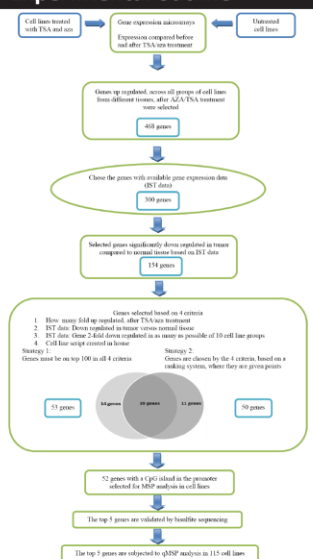 Cell lines treated
with TSA and aza
Gene expression microarrays
Expression compared before
and after TSA/aza treatment
Untreated
cell lines
Genes up regulated, across all groups of cell lines
from different tissues, after AZA/TSA treatment
were selected
468 genes
Chose the genes with available gene expression data
(IST data)
300 genes
Selected genes significantly down regulated in tumor
compared to normal tissue based on IST data
154 genes
Genes selected based on 4 criteria
1. How many fold up regulated, after TSA/aza treatment
2. IST data: Down regulated in tumor versus normal tissue
3. IST data: Gene 2-fold down regulated in as many as possible of 10 cell line groups
4. Cell line script created in house
Strategy 1:
Genes must be on top 100 in all 4 criteria
Strategy 2:
Genes are chosen by the 4 criteria, based on a
ranking system, where they are given points
53 genes
genes
genes
11 genes
50 genes
52 genes with a CpG island in the promoter
selected for MSP analysis in cell lines
The top 5 genes are validated by bisulfite sequencing
The top 5 genes are subjected to qMSP analysis in 115 cell lines